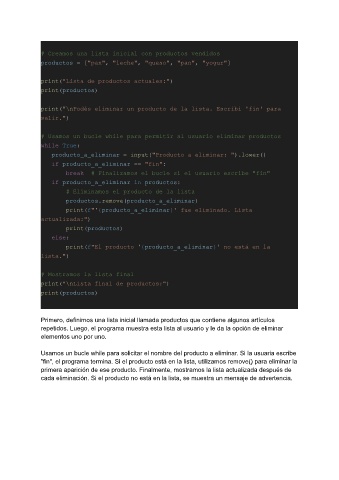 # Creamos una lista inicial con productos vendidos
productos = ["pan", "leche", "queso", "pan", "yogur"]
print("Lista de productos actuales:")
print(productos)
print("\nPodés eliminar un producto de la lista. Escribí 'fin' para
salir.")
# Usamos un bucle while para permitir al usuario eliminar productos
while True:
producto_a_eliminar = input("Producto a eliminar: ").lower()
if producto_a_eliminar == "fin":
break # Finalizamos el bucle si el usuario escribe "fin"
if producto_a_eliminar in productos:
# Eliminamos el producto de la lista
productos.remove(producto_a_eliminar)
print(f"'{producto_a_eliminar}' fue eliminado. Lista
actualizada:")
print(productos)
else:
print(f"El producto '{producto_a_eliminar}' no está en la
lista.")
# Mostramos la lista final
print("\nLista final de productos:")
print(productos)
Primero, definimos una lista inicial llamada productos que contiene algunos artículos
repetidos. Luego, el programa muestra esta lista al usuario y le da la opción de eliminar
elementos uno por uno.
Usamos un bucle while para solicitar el nombre del producto a eliminar. Si la usuaria escribe
"fin", el programa termina. Si el producto está en la lista, utilizamos remove() para eliminar la
primera aparición de ese producto. Finalmente, mostramos la lista actualizada después de
cada eliminación. Si el producto no está en la lista, se muestra un mensaje de advertencia.